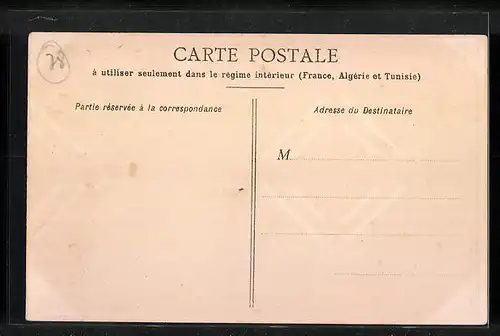 28
CARTE POSTALE
à utiliser seulement dans le régime intérieur (France, Algérie et Tunisie)
Partie réservée à la correspondance
Adresse du Destinataire
M